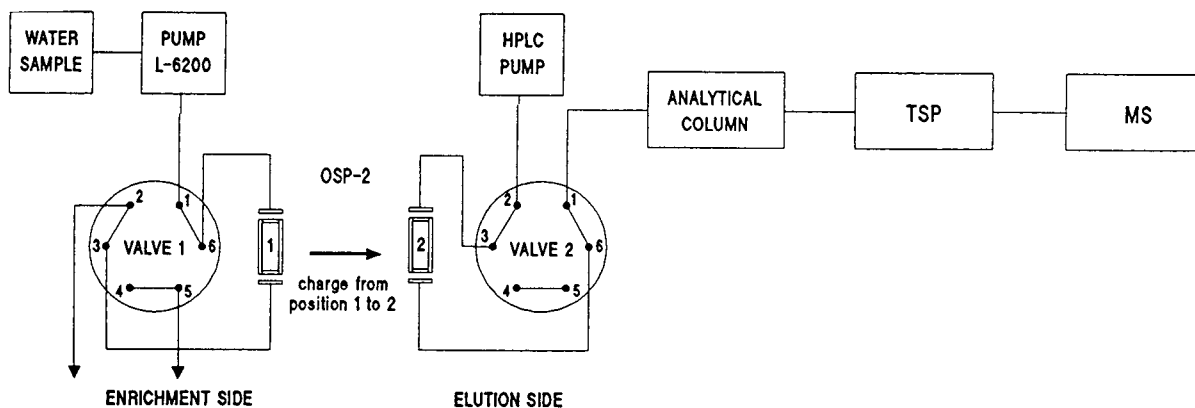 WATER
SAMPLE
PUMP
L-6200
HPLC
PUMP
ANALYTICAL
COLUMN
TSP
MS
OSP-2
2
1
3
VALVE 1
6
4
5
1
charge from
position 1 to 2
2
2
1
3
VALVE 2
6
4
5
ENRICHMENT SIDE
ELUTION SIDE